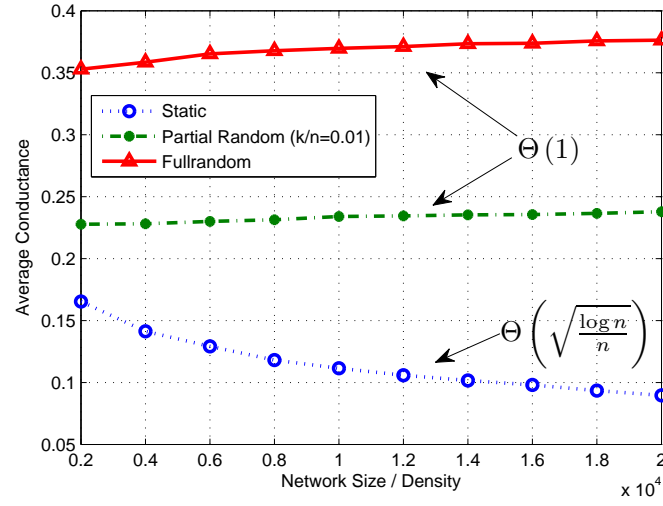 0.4
0.35
0.3
0.25
0.2
0.15
0.1
0.05
Average Conductance
Static
Partial Random (k/n=0.01)
Fullrandom
Θ (1)
Θ (√(log n / n))
0.2 0.4 0.6 0.8 1 1.2 1.4 1.6 1.8 2
Network Size / Density
x 10⁴